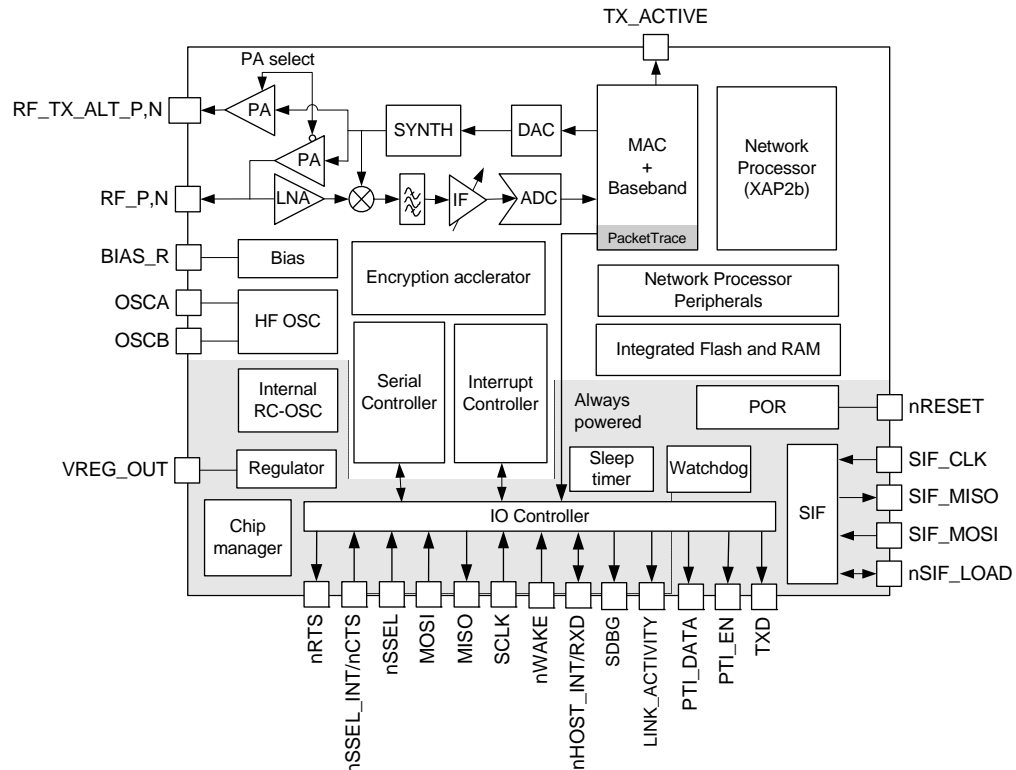 TX_ACTIVE
PA select
RF_TX_ALT_P,N
PA
SYNTH
DAC
MAC
+
Baseband
Network
Processor
(XAP2b)
PA
RF_P,N
LNA
IF
ADC
PacketTrace
BIAS_R
Bias
Encryption acclerator
Network Processor
Peripherals
OSCA
HF OSC
OSCB
Serial
Controller
Interrupt
Controller
Integrated Flash and RAM
Internal
RC-OSC
Always
powered
POR
nRESET
VREG_OUT
Regulator
Sleep
timer
Watchdog
SIF
SIF_CLK
SIF_MISO
SIF_MOSI
nSIF_LOAD
Chip
manager
IO Controller
nRTS
nSSEL_INT/nCTS
nSSEL
MOSI
MISO
SCLK
nWAKE
nHOST_INT/RXD
SDBG
LINK_ACTIVITY
PTI_DATA
PTI_EN
TXD